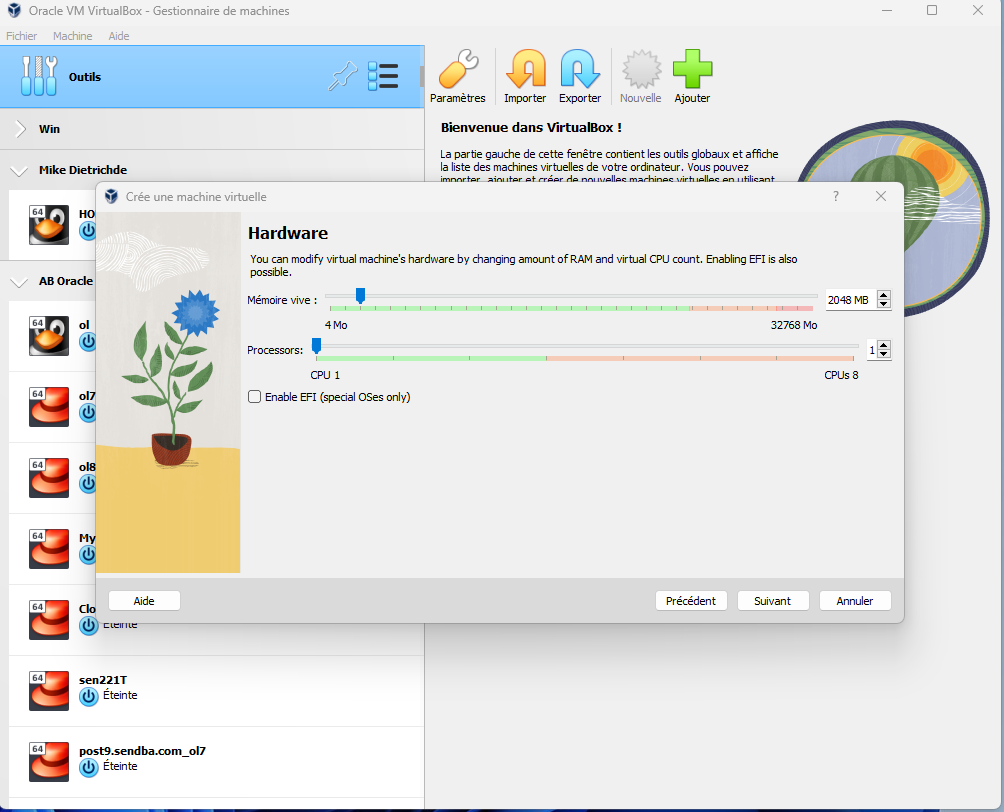 Oracle VM VirtualBox - Gestionnaire de machines
Fichier Machine Aide
Outils
Paramètres Importer Exporter Nouvelle Ajouter
Win
Bienvenue dans VirtualBox !
La partie gauche de cette fenêtre contient les outils globaux et affiche
la liste des machines virtuelles de votre ordinateur. Vous pouvez
importer, ajouter et créer de nouvelles machines virtuelles en utilisant
Mike Dietrichde
64
HO
AB Oracle
64
ol
64
ol7
64
ol8
64
My
64
Clo
Éteinte
64
sen221T
Éteinte
64
post9.sendba.com_ol7
Éteinte
Crée une machine virtuelle
?
Hardware
You can modify virtual machine's hardware by changing amount of RAM and virtual CPU count. Enabling EFI is also
possible.
Mémoire vive :
2048 MB
4 Mo 32768 Mo
Processors:
1
CPU 1 CPUs 8
Enable EFI (special OSes only)
Aide Précédent Suivant Annuler